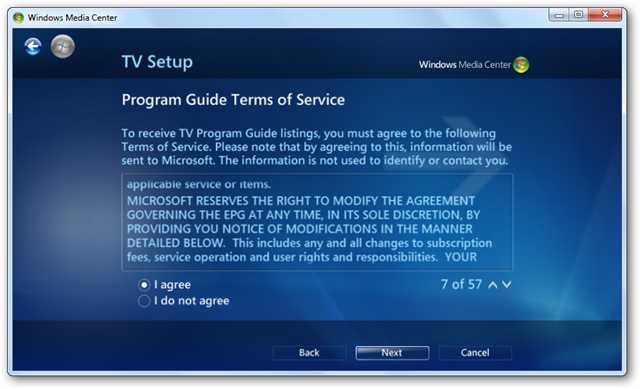 Windows Media Center
TV Setup
Windows Media Center
Program Guide Terms of Service
To receive TV Program Guide listings, you must agree to the following
Terms of Service. Please note that by agreeing to this, information will be
sent to Microsoft. The information is not used to identify or contact you.
applicable service or items.
MICROSOFT RESERVES THE RIGHT TO MODIFY THE AGREEMENT
GOVERNING THE EPG AT ANY TIME, IN ITS SOLE DISCRETION, BY
PROVIDING YOU NOTICE OF MODIFICATIONS IN THE MANNER
DETAILED BELOW.  This includes any and all changes to subscription
fees, service operation and user rights and responsibilities.  YOUR
I agree
7 of 57
I do not agree
Back
Next
Cancel